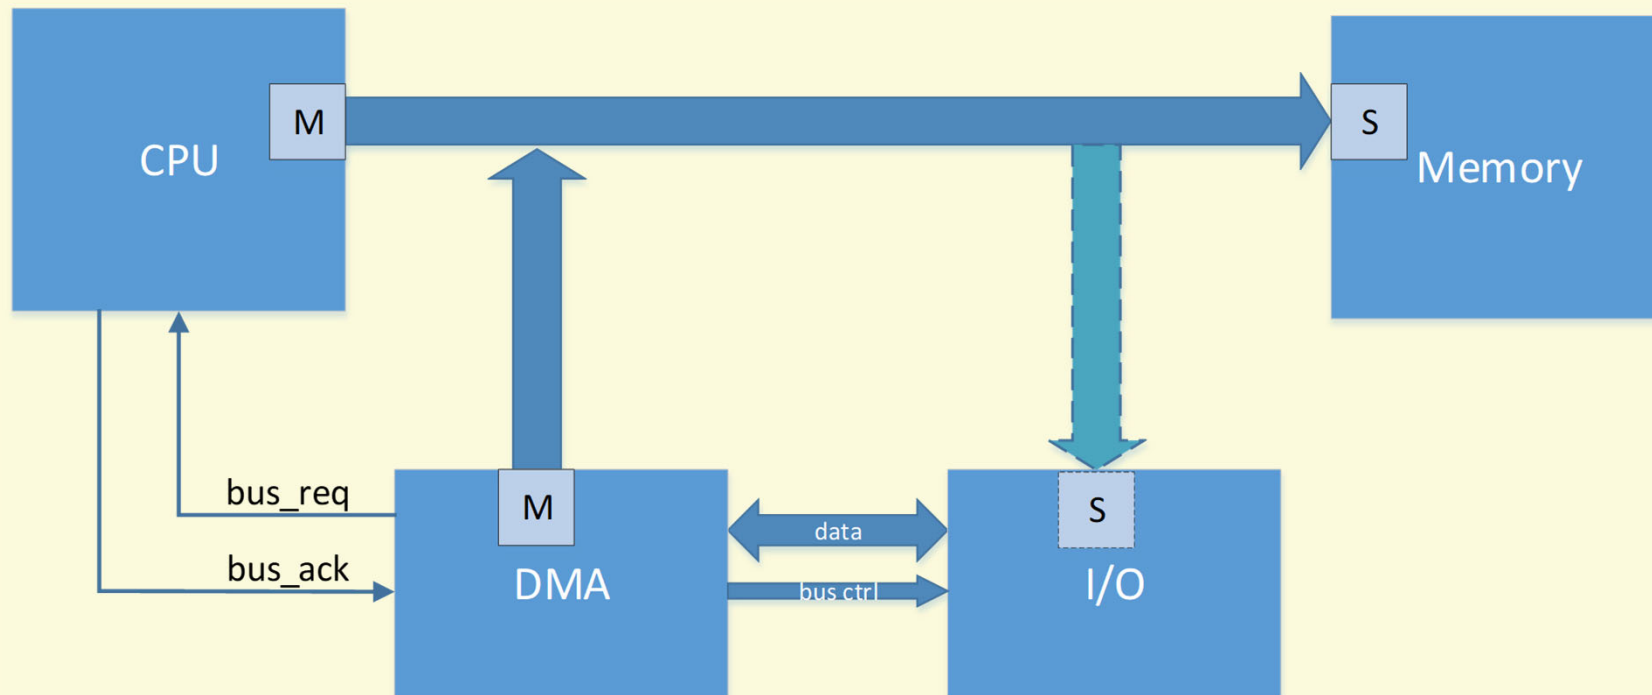 M
S
CPU
Memory
bus_req
M
S
data
bus_ack
DMA
bus ctrl
I/O